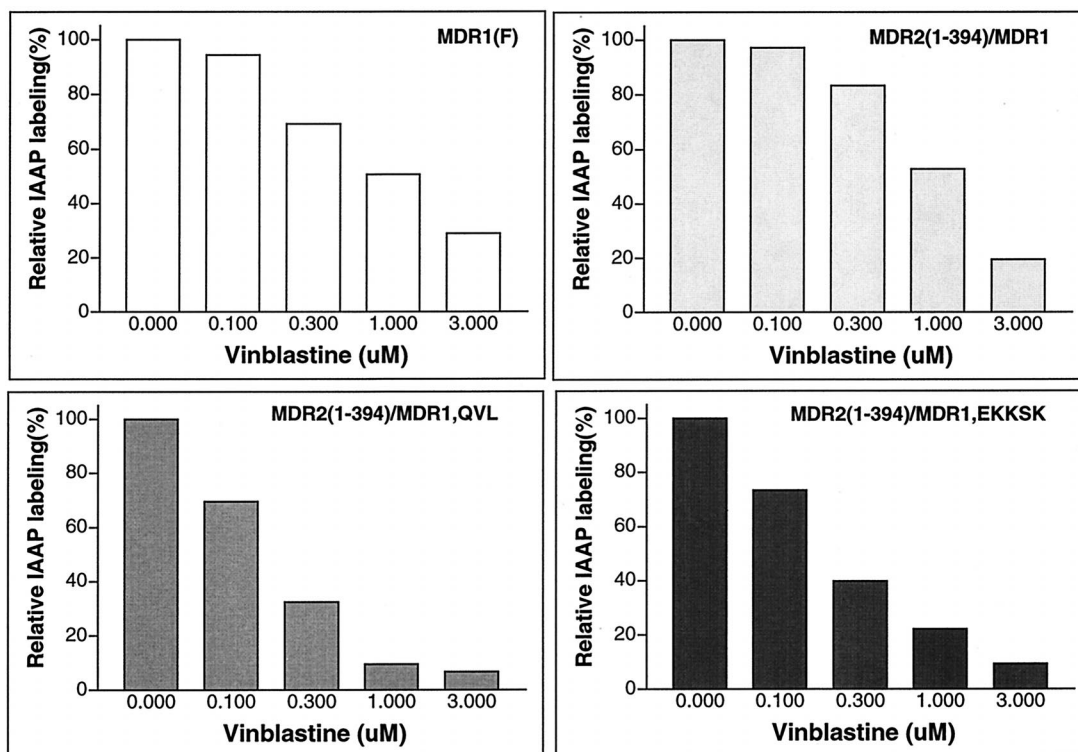 MDR1(F)
Relative IAAP labeling(%)
100
80
60
40
20
0
0.000 0.100 0.300 1.000 3.000
Vinblastine (uM)
MDR2(1-394)/MDR1
Relative IAAP labeling(%)
100
80
60
40
20
0
0.000 0.100 0.300 1.000 3.000
Vinblastine (uM)
MDR2(1-394)/MDR1,QVL
Relative IAAP labeling(%)
100
80
60
40
20
0
0.000 0.100 0.300 1.000 3.000
Vinblastine (uM)
MDR2(1-394)/MDR1,EKKSK
Relative IAAP labeling(%)
100
80
60
40
20
0
0.000 0.100 0.300 1.000 3.000
Vinblastine (uM)